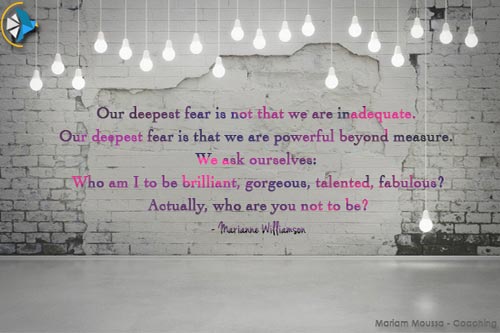 Our deepest fear is not that we are inadequate.
Our deepest fear is that we are powerful beyond measure.
We ask ourselves:
Who am I to be brilliant, gorgeous, talented, fabulous?
Actually, who are you not to be?
- Marianne Williamson
Mariam Moussa - Cocohing